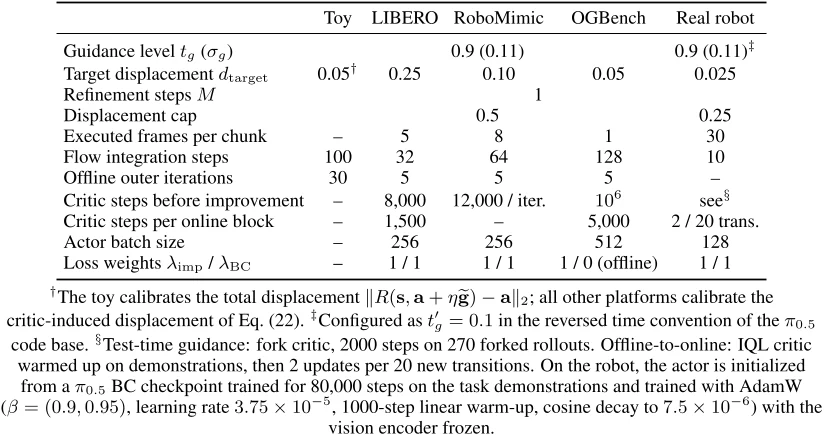 Toy LIBERO RoboMimic OGBench Real robot
Guidance level t_g (σ_g) 0.9 (0.11) 0.9 (0.11)‡
Target displacement d_target 0.05† 0.25 0.10 0.05 0.025
Refinement steps M 1
Displacement cap 0.5 0.25
Executed frames per chunk – 5 8 1 30
Flow integration steps 100 32 64 128 10
Offline outer iterations 30 5 5 5 –
Critic steps before improvement – 8,000 12,000 / iter. 10⁶ see§
Critic steps per online block – 1,500 – 5,000 2 / 20 trans.
Actor batch size – 256 256 512 128
Loss weights λ_imp / λ_BC – 1 / 1 1 / 1 1 / 0 (offline) 1 / 1
†The toy calibrates the total displacement ‖R(s, a + ηg̃) − a‖₂; all other platforms calibrate the
critic-induced displacement of Eq. (22). ‡Configured as t′_g = 0.1 in the reversed time convention of the π₀.₅
code base. §Test-time guidance: fork critic, 2000 steps on 270 forked rollouts. Offline-to-online: IQL critic
warmed up on demonstrations, then 2 updates per 20 new transitions. On the robot, the actor is initialized
from a π₀.₅ BC checkpoint trained for 80,000 steps on the task demonstrations and trained with AdamW
(β = (0.9, 0.95), learning rate 3.75 × 10⁻⁵, 1000-step linear warm-up, cosine decay to 7.5 × 10⁻⁶) with the
vision encoder frozen.